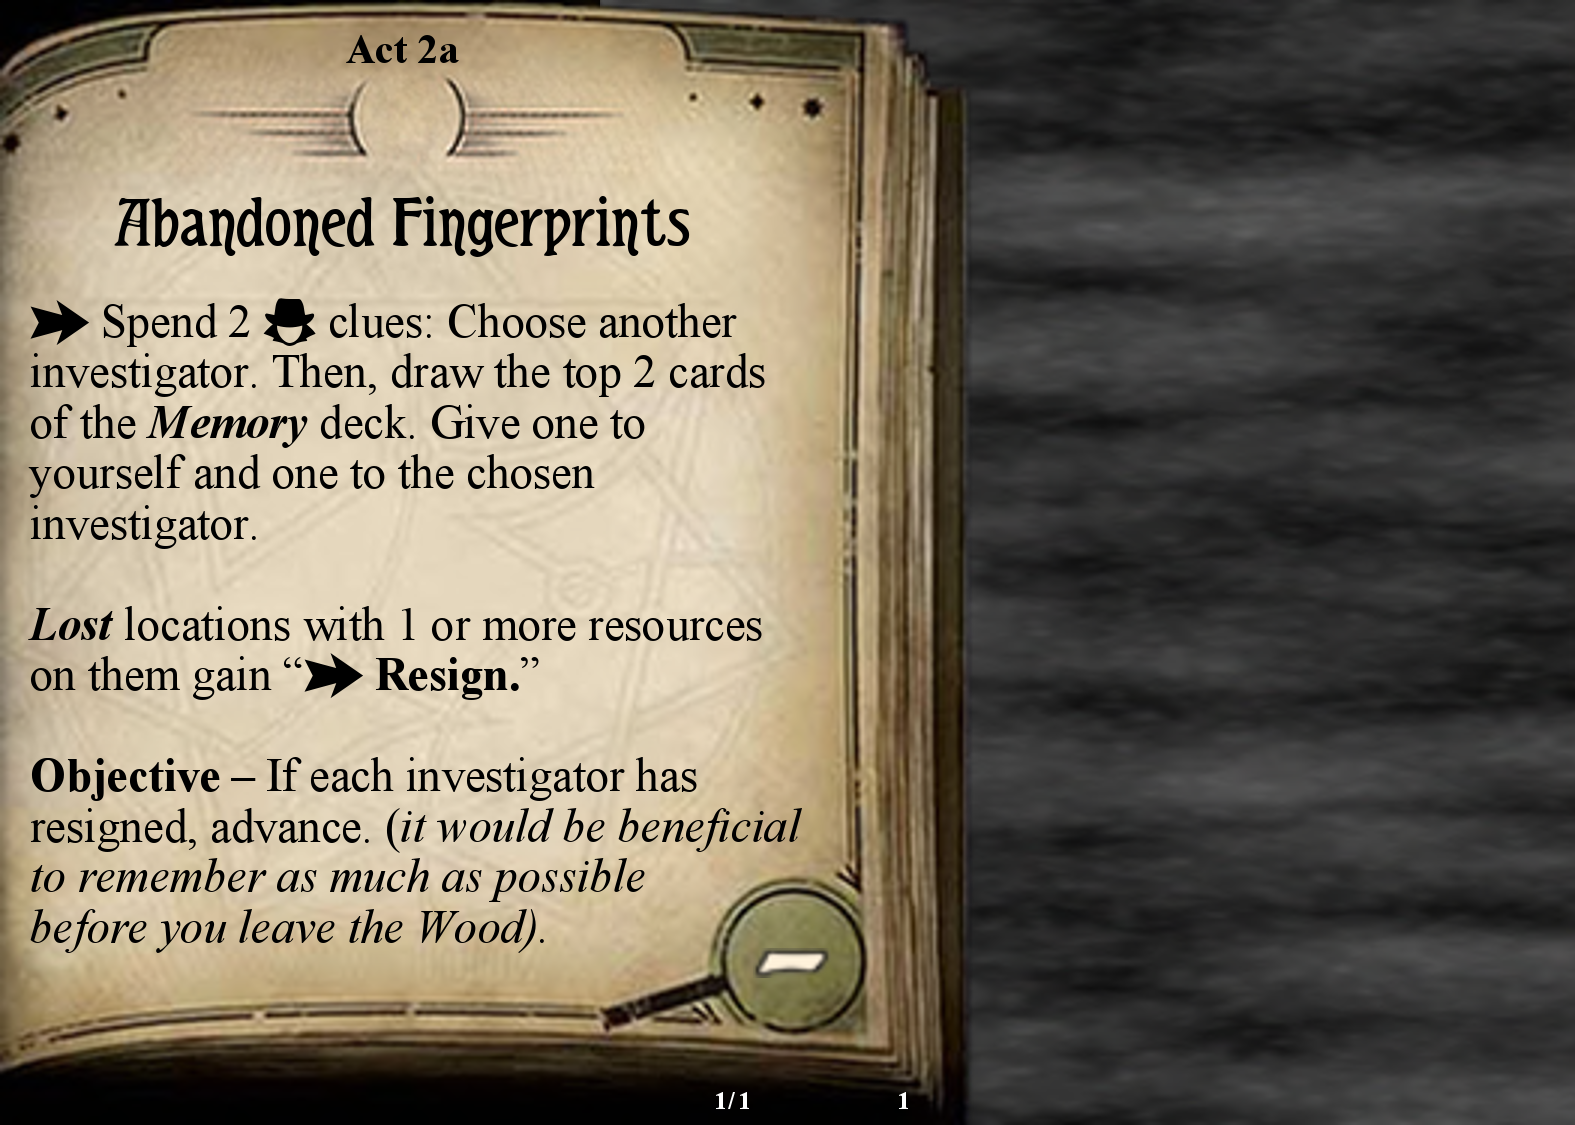 Act 2a
Abandoned Fingerprints
Spend 2 clues: Choose another
investigator. Then, draw the top 2 cards
of the Memory deck. Give one to
yourself and one to the chosen
investigator.
Lost locations with 1 or more resources
on them gain “ Resign.”
Objective – If each investigator has
resigned, advance. (it would be beneficial
to remember as much as possible
before you leave the Wood).
–
1/1 1